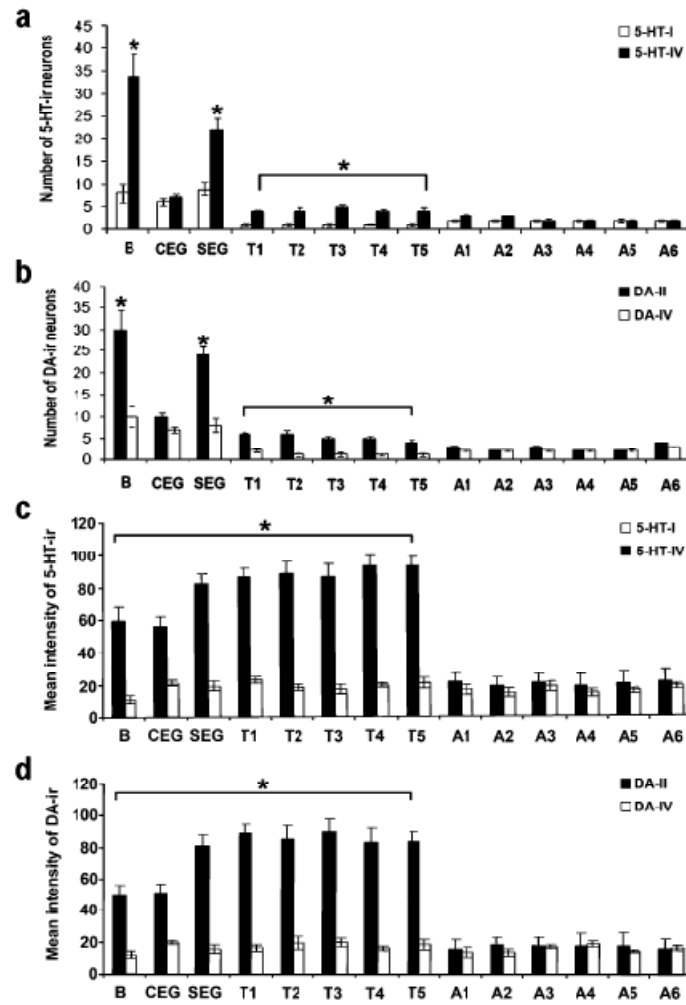 a
Number of 5-HT-ir neurons
45
40
35
30
25
20
15
10
5
0
* * *
5-HT-I
5-HT-IV
B CEG SEG T1 T2 T3 T4 T5 A1 A2 A3 A4 A5 A6
b
Number of DA-ir neurons
40
35
30
25
20
15
10
5
0
* * *
DA-II
DA-IV
B CEG SEG T1 T2 T3 T4 T5 A1 A2 A3 A4 A5 A6
c
Mean intensity of 5-HT-ir
120
100
80
60
40
20
0
*
5-HT-I
5-HT-IV
B CEG SEG T1 T2 T3 T4 T5 A1 A2 A3 A4 A5 A6
d
Mean intensity of DA-ir
120
100
80
60
40
20
0
*
DA-II
DA-IV
B CEG SEG T1 T2 T3 T4 T5 A1 A2 A3 A4 A5 A6